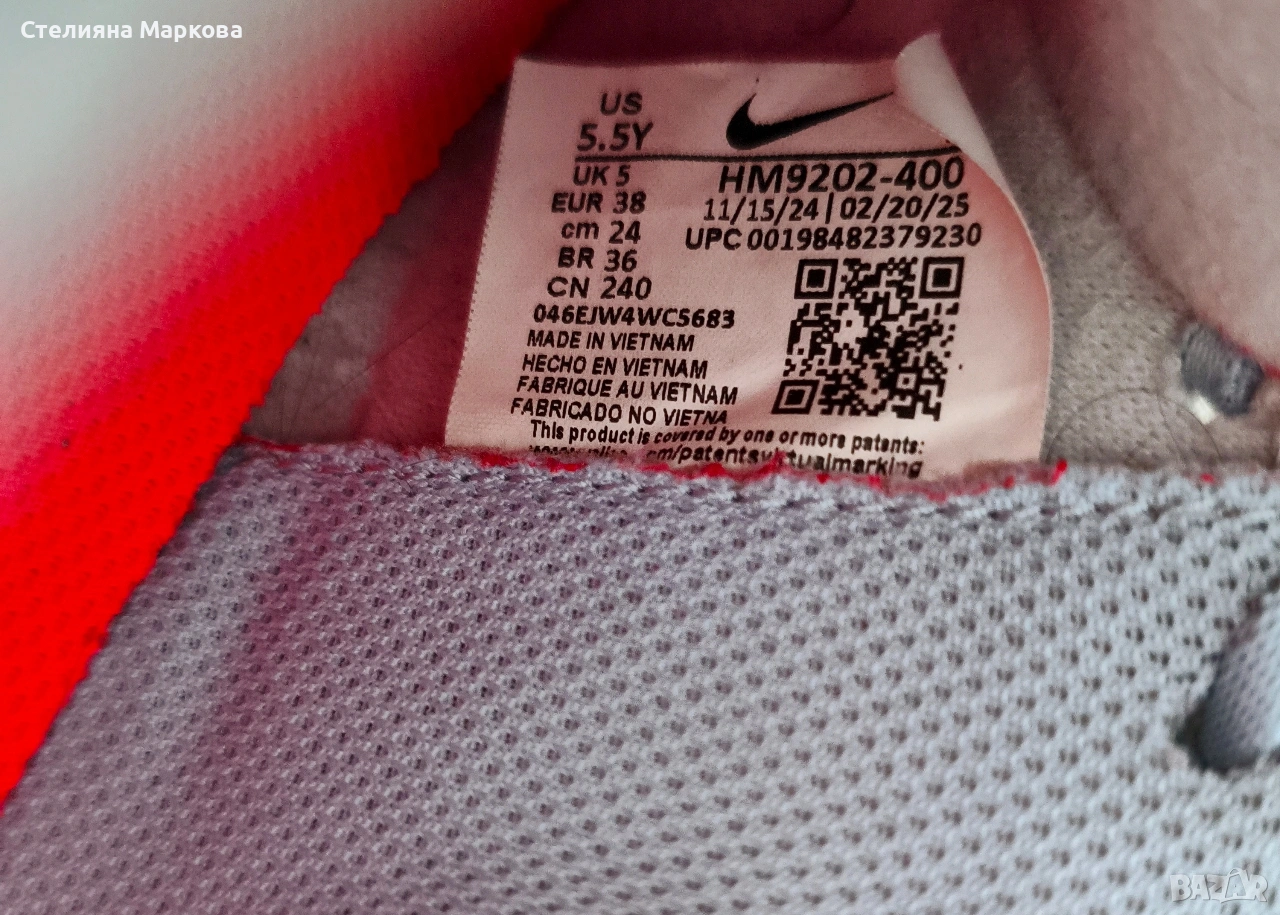 Стелияна Маркова
US
5.5Y
UK 5
EUR 38
cm 24
BR 36
CN 240
HM9202-400
11/15/24 | 02/20/25
UPC 00198482379230
046EJW4WC5683
MADE IN VIETNAM
HECHO EN VIETNAM
FABRIQUE AU VIETNAM
FABRICADO NO VIETNA
This product is covered by one or more patents:
BAZAR